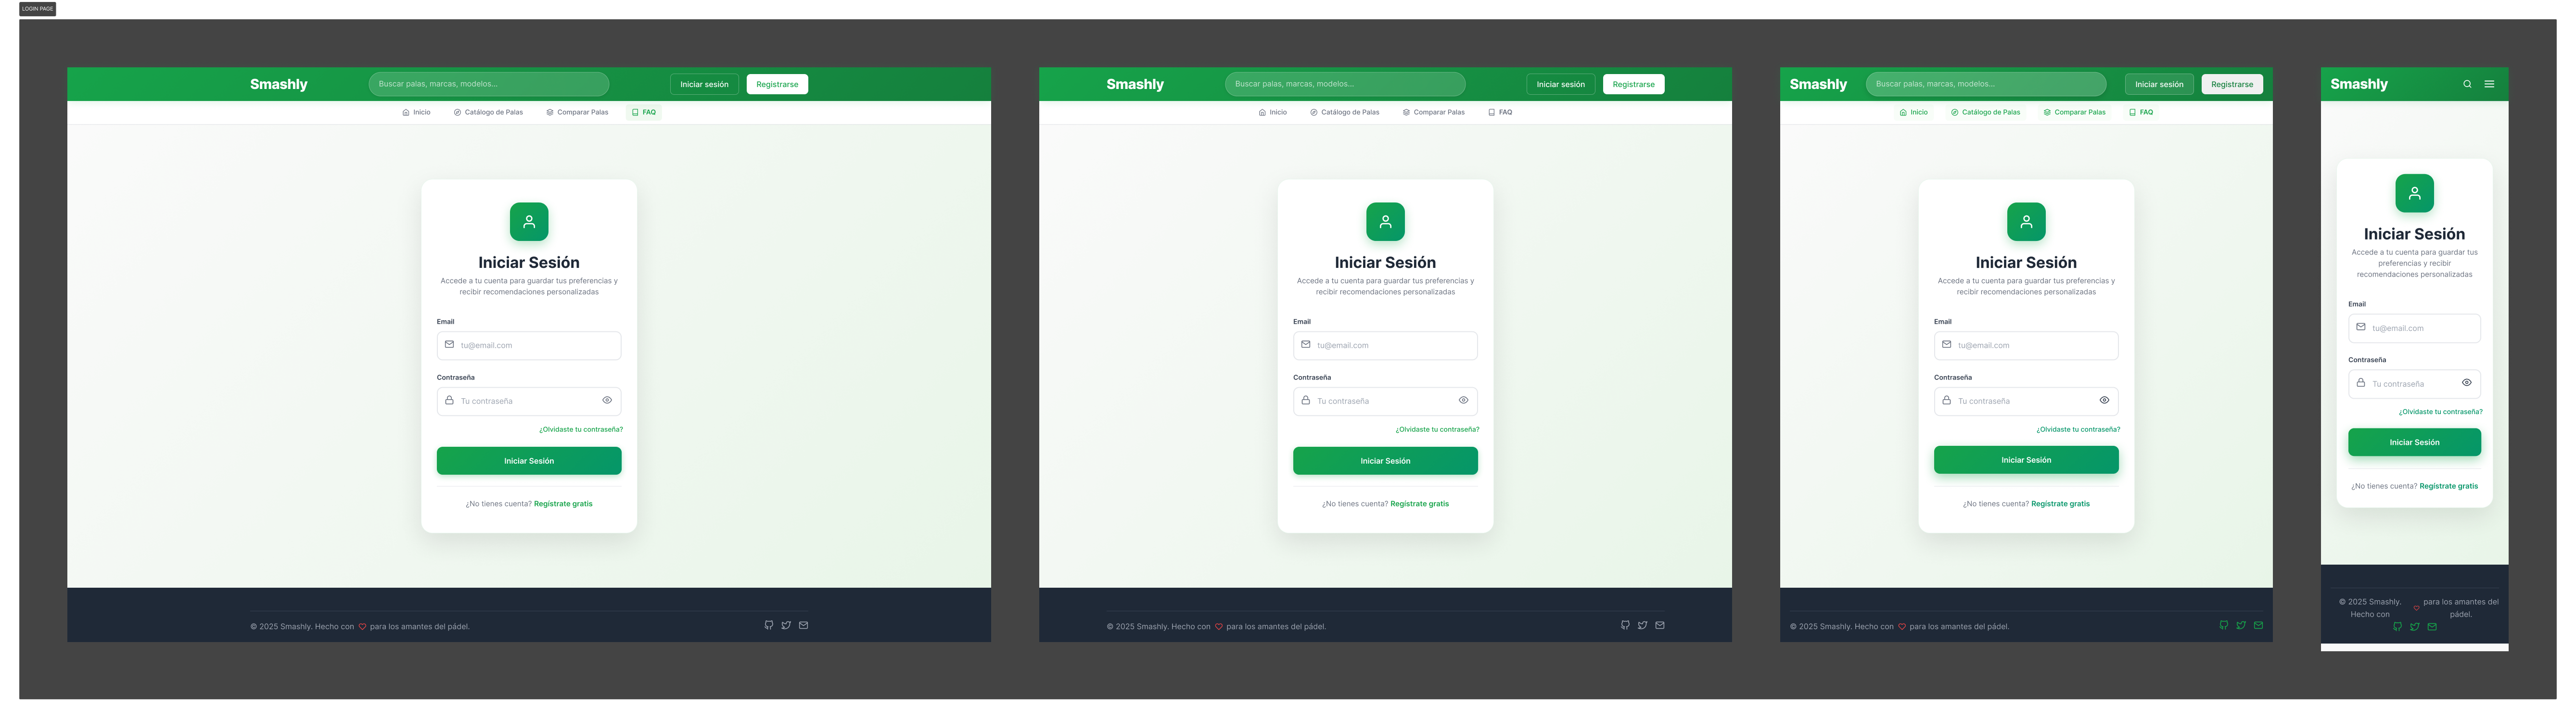 LOGIN PAGE
Smashly
Buscar palas, marcas, modelos...
Iniciar sesión
Registrarse
Inicio
Catálogo de Palas
Comparar Palas
FAQ
Iniciar Sesión
Accede a tu cuenta para guardar tus preferencias y
recibir recomendaciones personalizadas
Email
tu@email.com
Contraseña
Tu contraseña
¿Olvidaste tu contraseña?
Iniciar Sesión
¿No tienes cuenta? Regístrate gratis
© 2025 Smashly. Hecho con para los amantes del pádel.
Smashly
Buscar palas, marcas, modelos...
Iniciar sesión
Registrarse
Inicio
Catálogo de Palas
Comparar Palas
FAQ
Iniciar Sesión
Accede a tu cuenta para guardar tus preferencias y
recibir recomendaciones personalizadas
Email
tu@email.com
Contraseña
Tu contraseña
¿Olvidaste tu contraseña?
Iniciar Sesión
¿No tienes cuenta? Regístrate gratis
© 2025 Smashly. Hecho con para los amantes del pádel.
Smashly
Buscar palas, marcas, modelos...
Iniciar sesión
Registrarse
Inicio
Catálogo de Palas
Comparar Palas
FAQ
Iniciar Sesión
Accede a tu cuenta para guardar tus preferencias y
recibir recomendaciones personalizadas
Email
tu@email.com
Contraseña
Tu contraseña
¿Olvidaste tu contraseña?
Iniciar Sesión
¿No tienes cuenta? Regístrate gratis
© 2025 Smashly. Hecho con para los amantes del pádel.
Smashly
Iniciar Sesión
Accede a tu cuenta para guardar tus
preferencias y recibir
recomendaciones personalizadas
Email
tu@email.com
Contraseña
Tu contraseña
¿Olvidaste tu contraseña?
Iniciar Sesión
¿No tienes cuenta? Regístrate gratis
© 2025 Smashly.
Hecho con
para los amantes del
pádel.